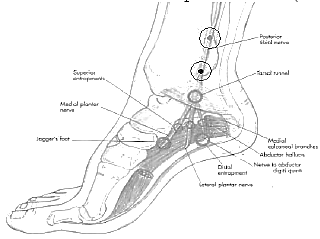 Posterior
tibial nerve
Superior
entrapments
Tarsal tunnel
Medial plantar
nerve
Jogger's foot
Medial
calcaneal branches
Abductor hallucis
Nerve to abductor
digiti quinti
Distal
entrapment
Lateral plantar nerve